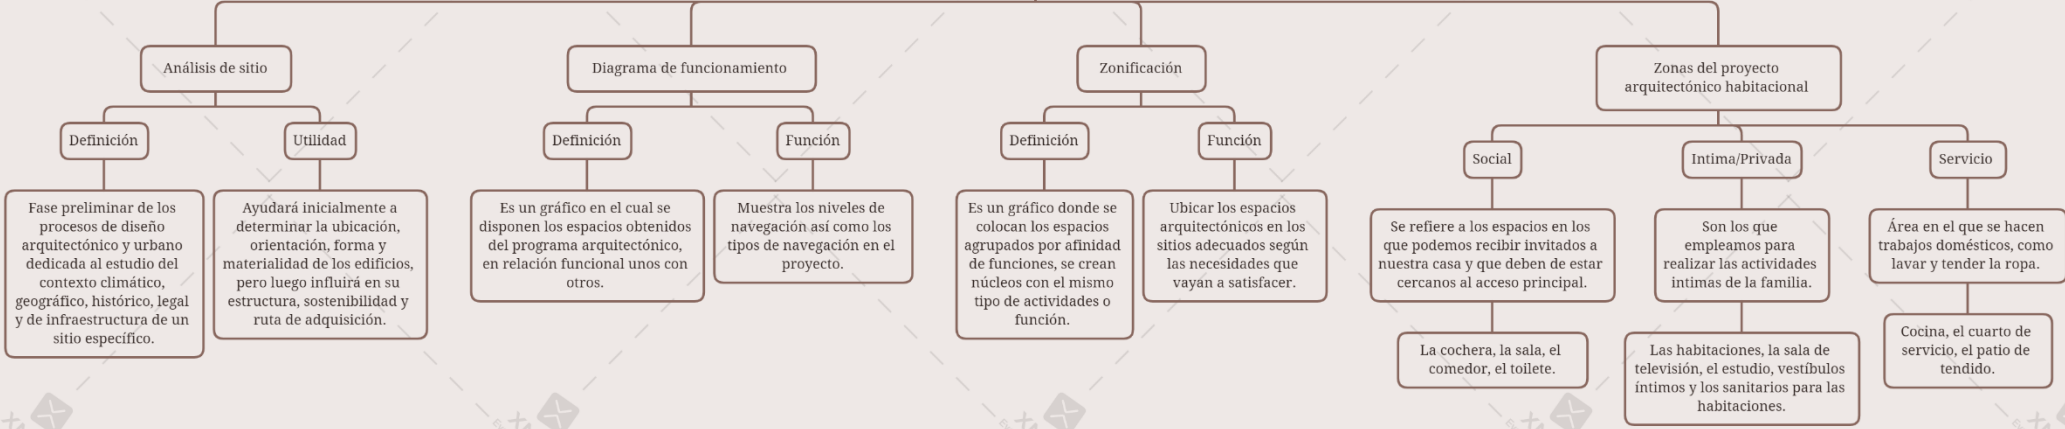 Análisis de sitio
Definición
Fase preliminar de los
procesos de diseño
arquitectónico y urbano
dedicada al estudio del
contexto climático,
geográfico, histórico, legal
y de infraestructura de un
sitio específico.
Utilidad
Ayudará inicialmente a
determinar la ubicación,
orientación, forma y
materialidad de los edificios,
pero luego influirá en su
estructura, sostenibilidad y
ruta de adquisición.
Diagrama de funcionamiento
Definición
Es un gráfico en el cual se
disponen los espacios obtenidos
del programa arquitectónico,
en relación funcional unos con
otros.
Función
Muestra los niveles de
navegación así como los
tipos de navegación en el
proyecto.
Zonificación
Definición
Es un gráfico donde se
colocan los espacios
agrupados por afinidad
de funciones, se crean
núcleos con el mismo
tipo de actividades o
función.
Función
Ubicar los espacios
arquitectónicos en los
sitios adecuados según
las necesidades que
vayan a satisfacer.
Zonas del proyecto
arquitectónico habitacional
Social
Se refiere a los espacios en los
que podemos recibir invitados a
nuestra casa y que deben de estar
cercanos al acceso principal.
La cochera, la sala, el
comedor, el toilete.
Intima/Privada
Son los que
empleamos para
realizar las actividades
intimas de la familia.
Las habitaciones, la sala de
televisión, el estudio, vestíbulos
íntimos y los sanitarios para las
habitaciones.
Servicio
Área en el que se hacen
trabajos domésticos, como
lavar y tender la ropa.
Cocina, el cuarto de
servicio, el patio de
tendido.